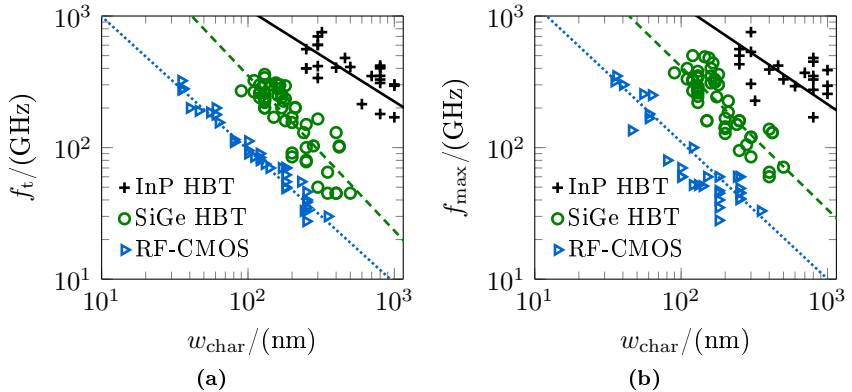 10³
10²
10¹
f_t/(GHz)
InP HBT
SiGe HBT
RF-CMOS
10¹ 10² 10³
w_char/(nm)
(a)
10³
10²
10¹
f_max/(GHz)
InP HBT
SiGe HBT
RF-CMOS
10¹ 10² 10³
w_char/(nm)
(b)